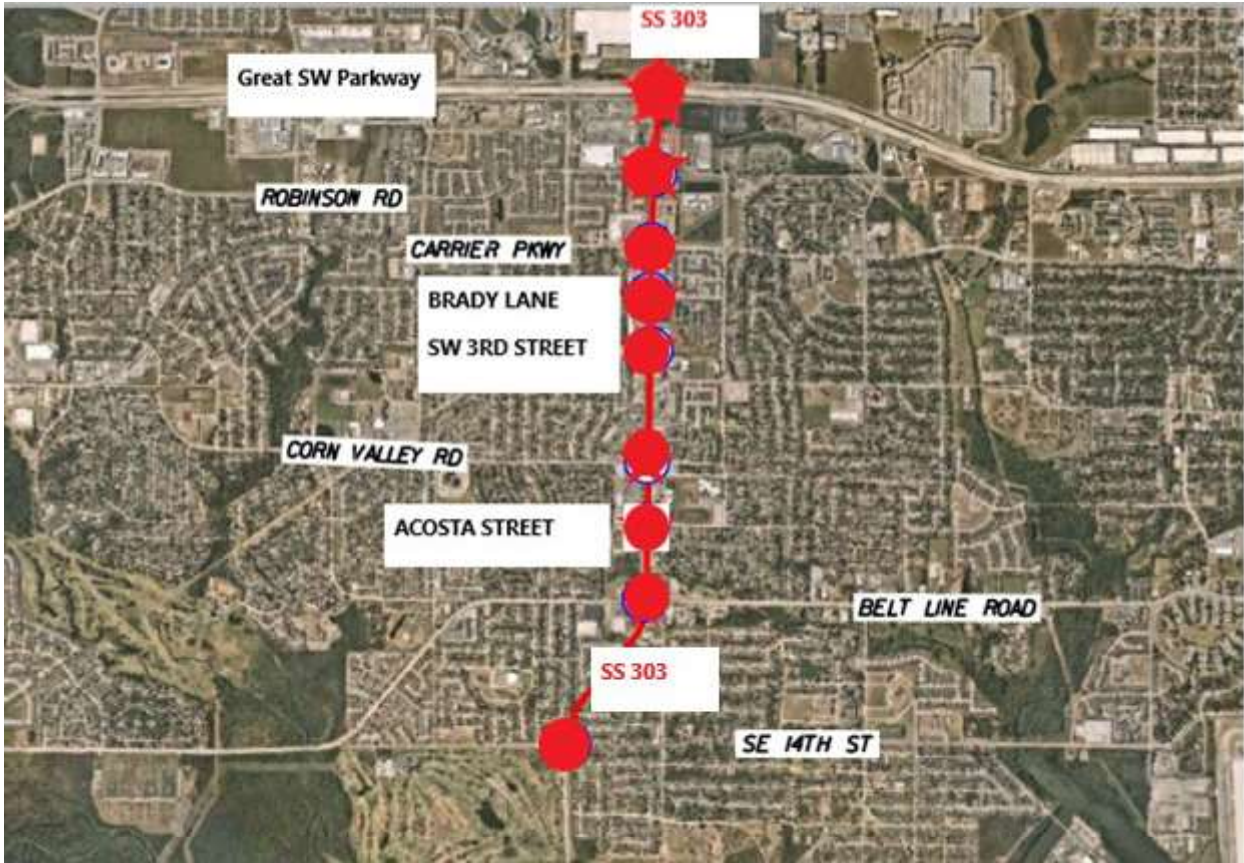 SS 303
Great SW Parkway
ROBINSON RD
CARRIER PKWY
BRADY LANE
SW 3RD STREET
CORN VALLEY RD
ACOSTA STREET
BELT LINE ROAD
SS 303
SE 14TH ST